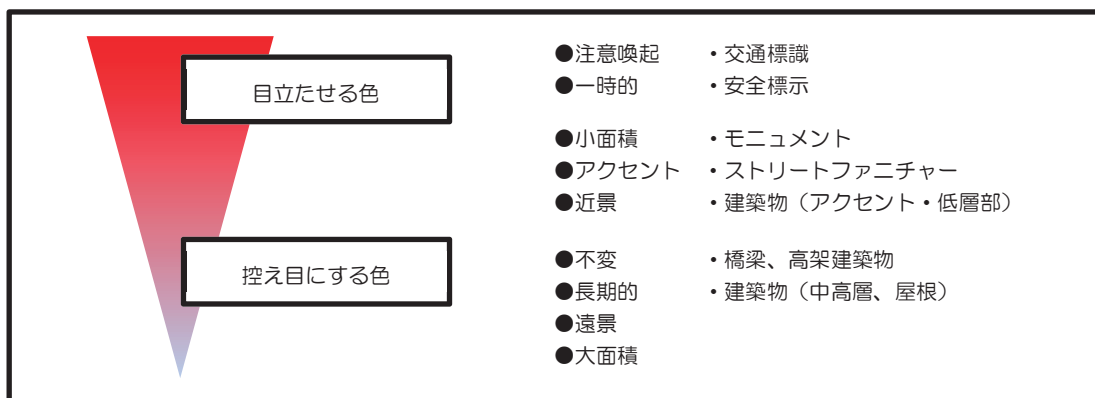 目立たせる色
●注意喚起 ・交通標識
●一時的 ・安全標示
●小面積 ・モニュメント
●アクセント ・ストリートファニチャー
●近景 ・建築物（アクセント・低層部）
控え目にする色
●不変 ・橋梁、高架建築物
●長期的 ・建築物（中高層、屋根）
●遠景
●大面積